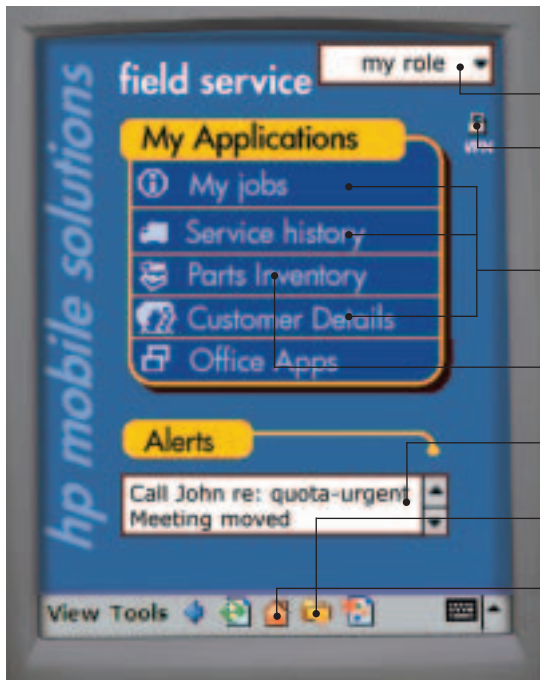 hp mobile solutions
field service
my role
My Applications
My jobs
Service history
Parts Inventory
Customer Details
Office Apps
Alerts
Call John re: quota-urgent
Meeting moved
View Tools